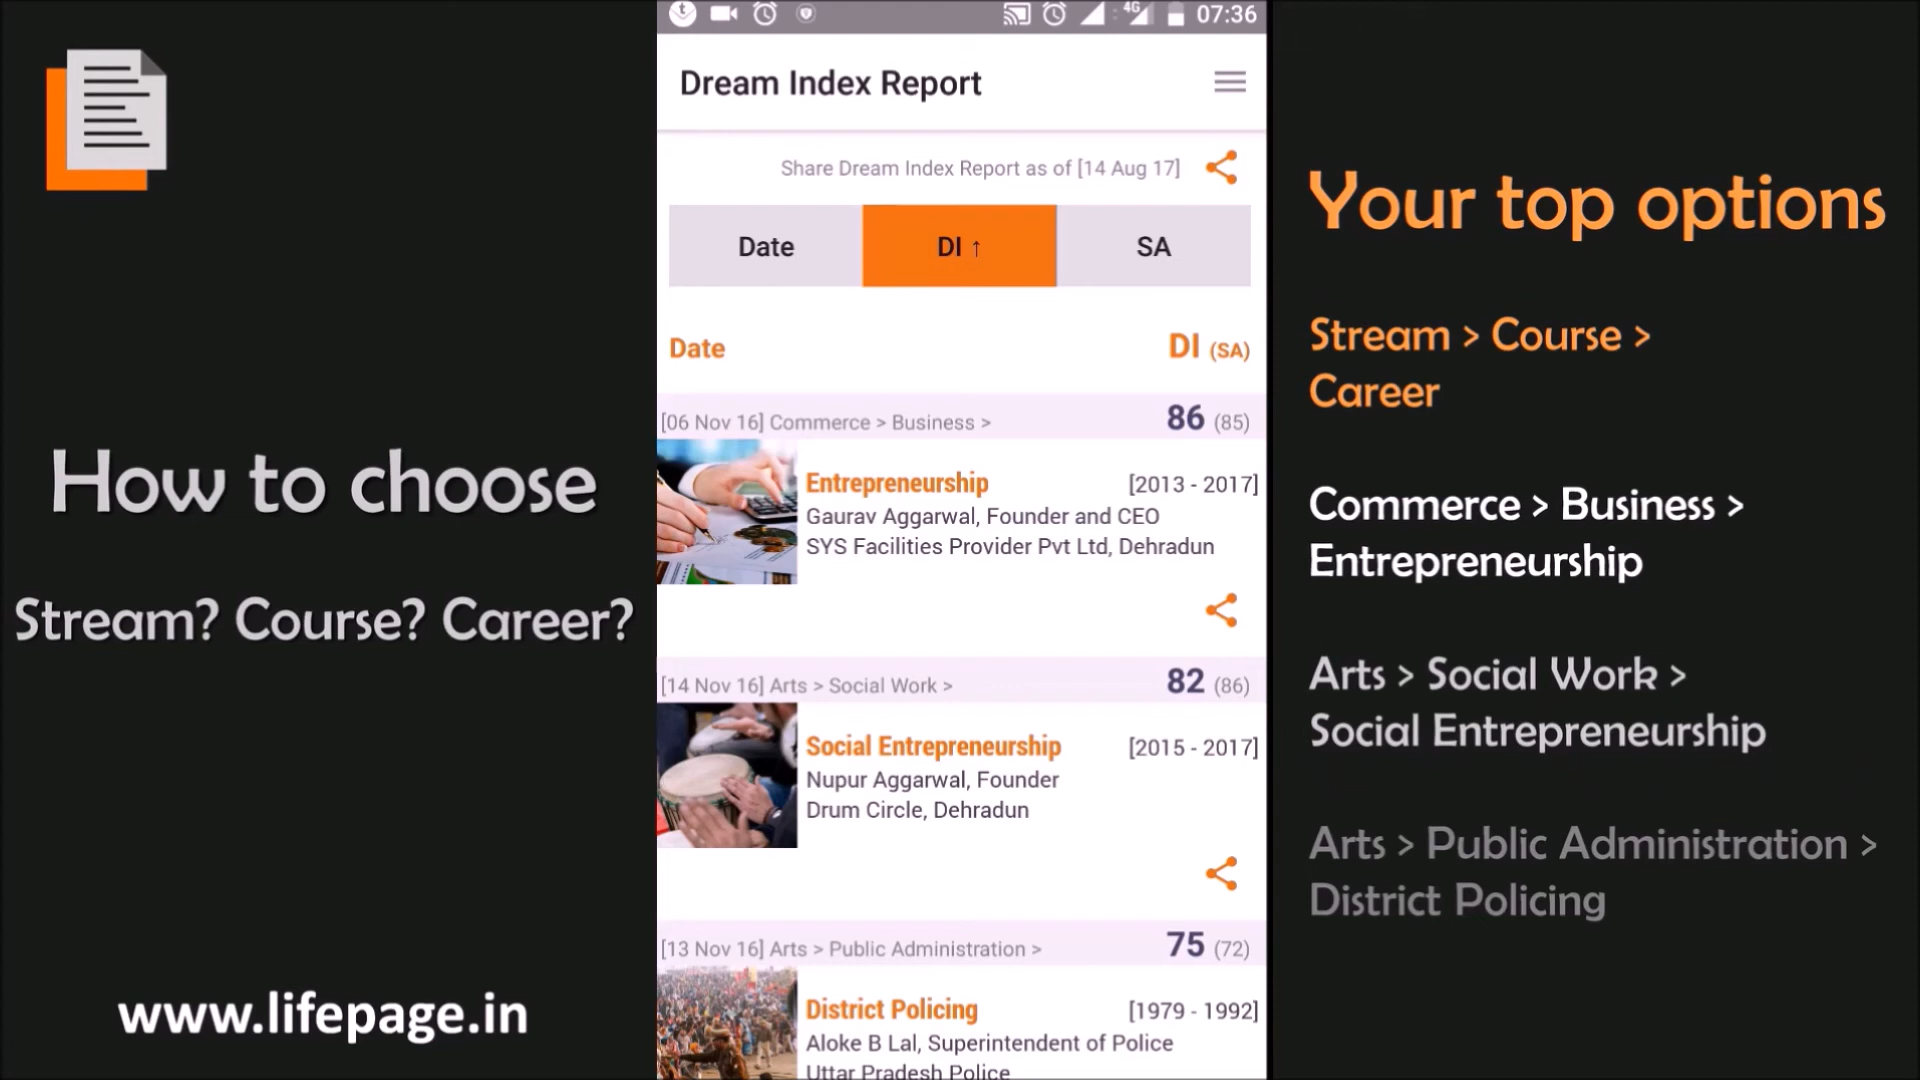 How to choose
Stream? Course? Career?
www.lifepage.in
4G 07:36
Dream Index Report
Share Dream Index Report as of [14 Aug 17]
Date DI ↑ SA
Date DI (SA)
[06 Nov 16] Commerce > Business > 86 (85)
Entrepreneurship [2013 - 2017]
Gaurav Aggarwal, Founder and CEO
SYS Facilities Provider Pvt Ltd, Dehradun
[14 Nov 16] Arts > Social Work > 82 (86)
Social Entrepreneurship [2015 - 2017]
Nupur Aggarwal, Founder
Drum Circle, Dehradun
[13 Nov 16] Arts > Public Administration > 75 (72)
District Policing [1979 - 1992]
Aloke B Lal, Superintendent of Police
Uttar Pradesh Police
Your top options
Stream > Course >
Career
Commerce > Business >
Entrepreneurship
Arts > Social Work >
Social Entrepreneurship
Arts > Public Administration >
District Policing